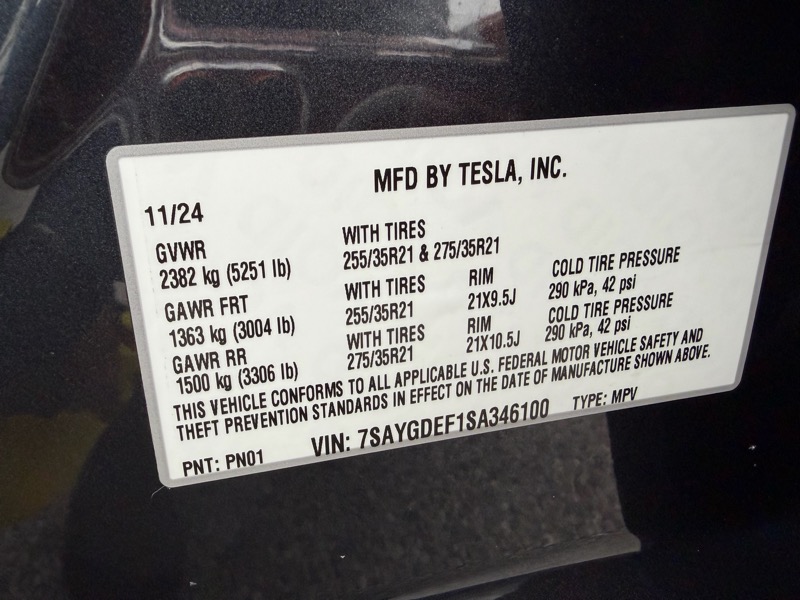 MFD BY TESLA, INC.
11/24
GVWR
2382 kg (5251 lb)
WITH TIRES
255/35R21 & 275/35R21
GAWR FRT
1363 kg (3004 lb)
WITH TIRES
255/35R21
RIM
21X9.5J
COLD TIRE PRESSURE
290 kPa, 42 psi
GAWR RR
1500 kg (3306 lb)
WITH TIRES
275/35R21
RIM
21X10.5J
COLD TIRE PRESSURE
290 kPa, 42 psi
THIS VEHICLE CONFORMS TO ALL APPLICABLE U.S. FEDERAL MOTOR VEHICLE SAFETY AND
THEFT PREVENTION STANDARDS IN EFFECT ON THE DATE OF MANUFACTURE SHOWN ABOVE.
PNT: PN01
VIN: 7SAYGDEF1SA346100
TYPE: MPV